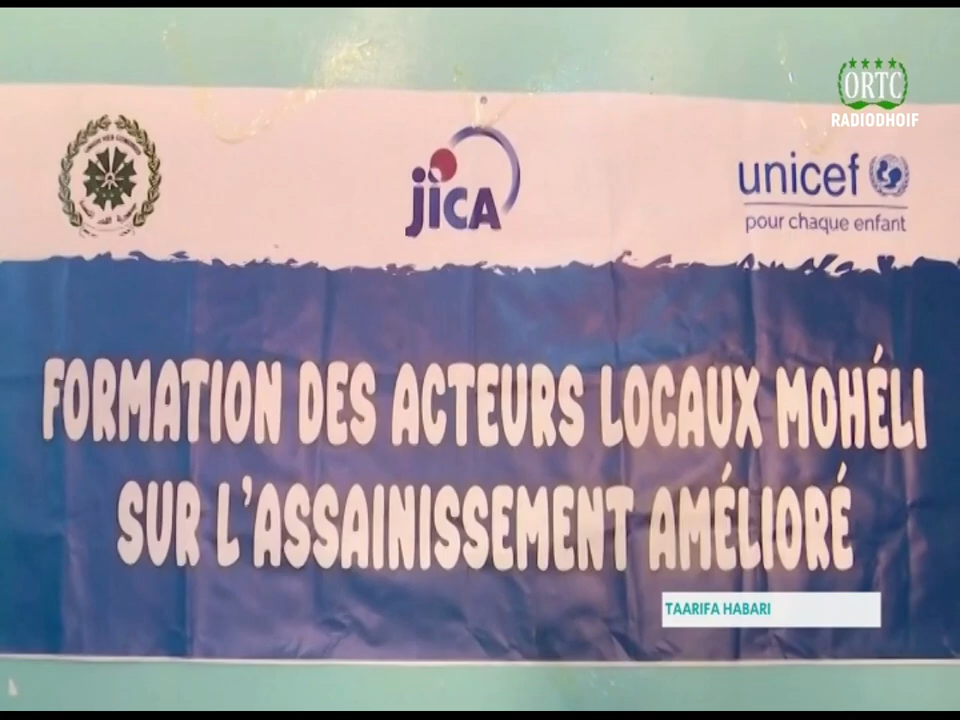 ORTC
RADIODHOIF
jicA
unicef
pour chaque enfant
FORMATION DES ACTEURS LOCAUX MOHÉLI
SUR L'ASSAINISSEMENT AMÉLIORÉ
TAARIFA HABARI